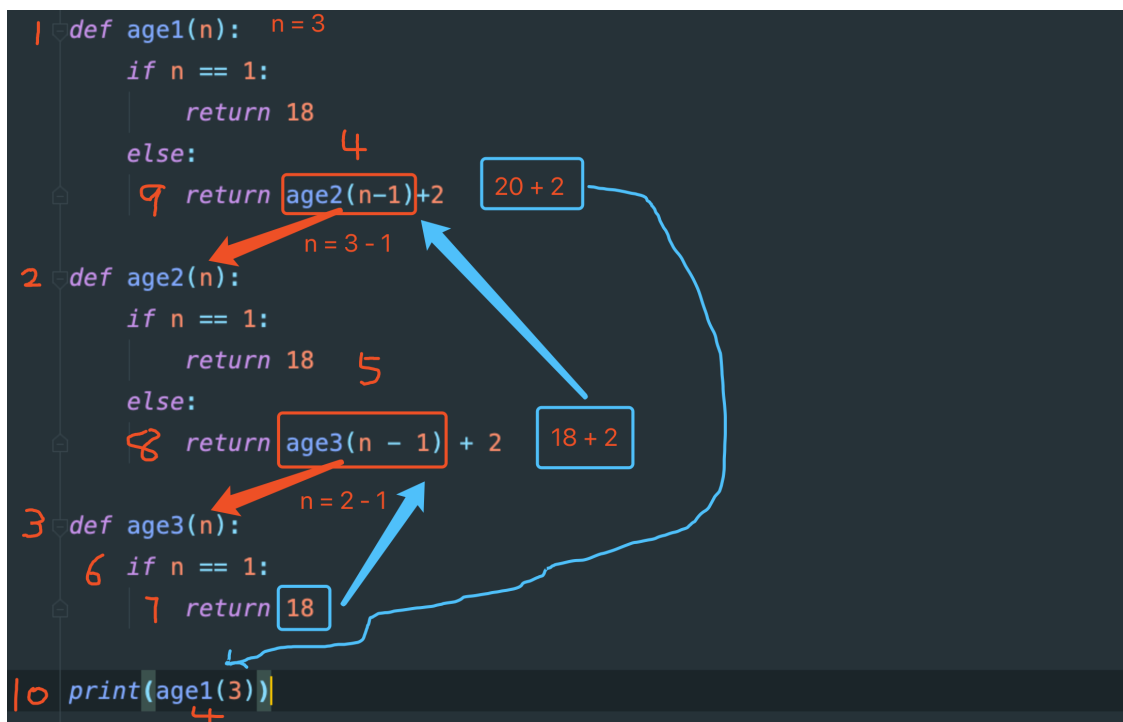 1 def age1(n): n = 3
if n == 1:
return 18
else:
4
9 return age2(n-1)+2 20 + 2
n = 3 - 1
2 def age2(n):
if n == 1:
return 18
5
else:
8 return age3(n - 1) + 2 18 + 2
n = 2 - 1
3 def age3(n):
6 if n == 1:
7 return 18
10 print(age1(3))
4